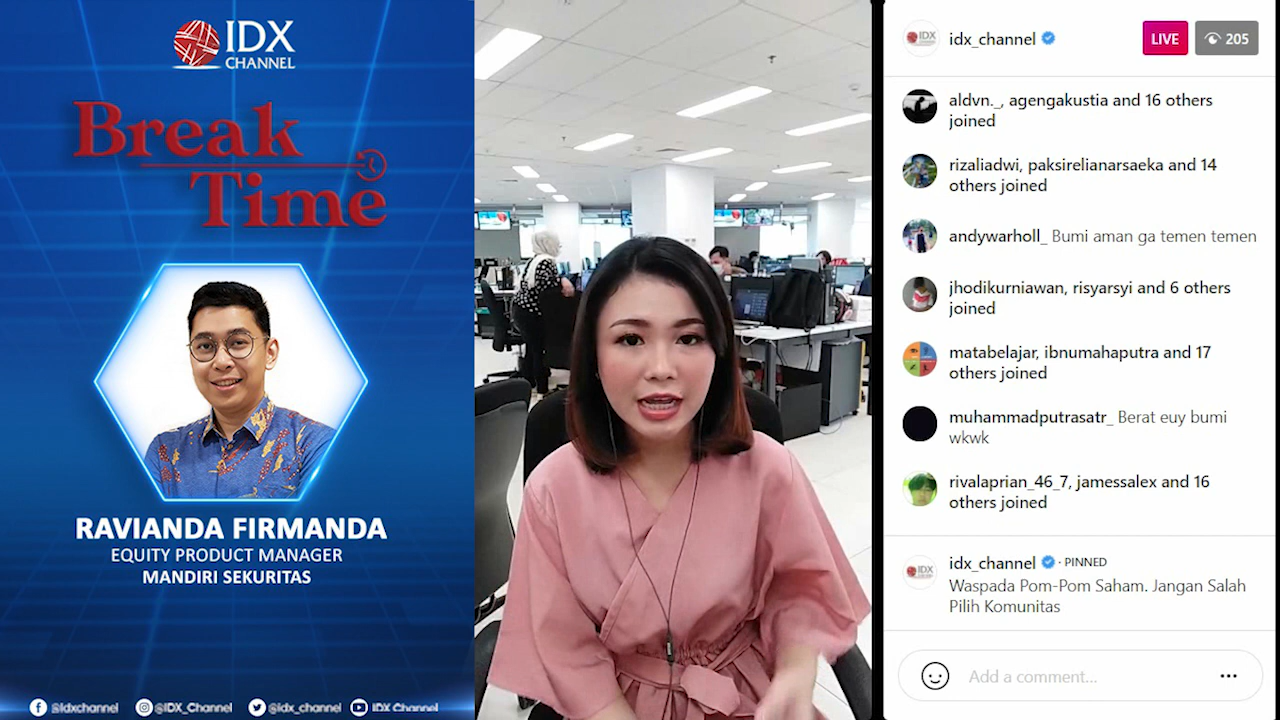 IDX
CHANNEL
Break
Time
RAVIANDA FIRMANDA
EQUITY PRODUCT MANAGER
MANDIRI SEKURITAS
@idxchannel
@IDX_Channel
@idx_channel
IDX Channel
idx_channel
LIVE
205
aldvn._, agengakustia and 16 others
joined
rizaliadwi, paksirelianarsaeka and 14
others joined
andywarholl_ Bumi aman ga temen temen
jhodikurniawan, risyarsyi and 6 others
joined
matabelajar, ibnumahaputra and 17
others joined
muhammadputrasatr_ Berat euy bumi
wkwk
rivalaprian_46_7, jamessalex and 16
others joined
idx_channel · PINNED
Waspada Pom-Pom Saham. Jangan Salah
Pilih Komunitas
Add a comment...